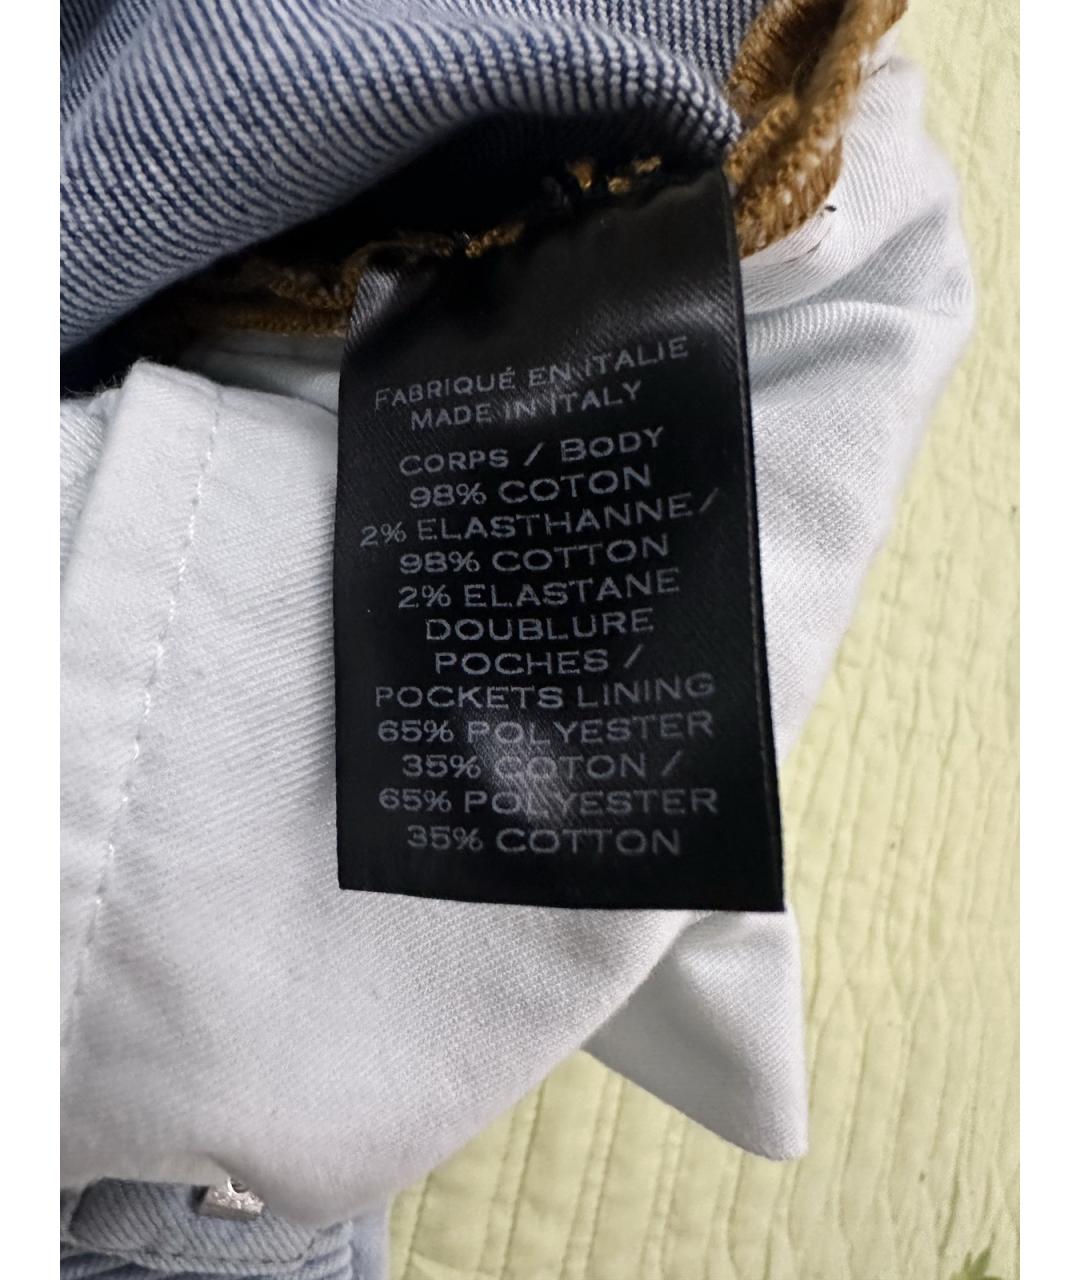 FABRIQUÉ EN ITALIE
MADE IN ITALY
CORPS / BODY
98% COTON
2% ELASTHANNE/
98% COTTON
2% ELASTANE
DOUBLURE
POCHES /
POCKETS LINING
65% POLYESTER
35% COTON /
65% POLYESTER
35% COTTON